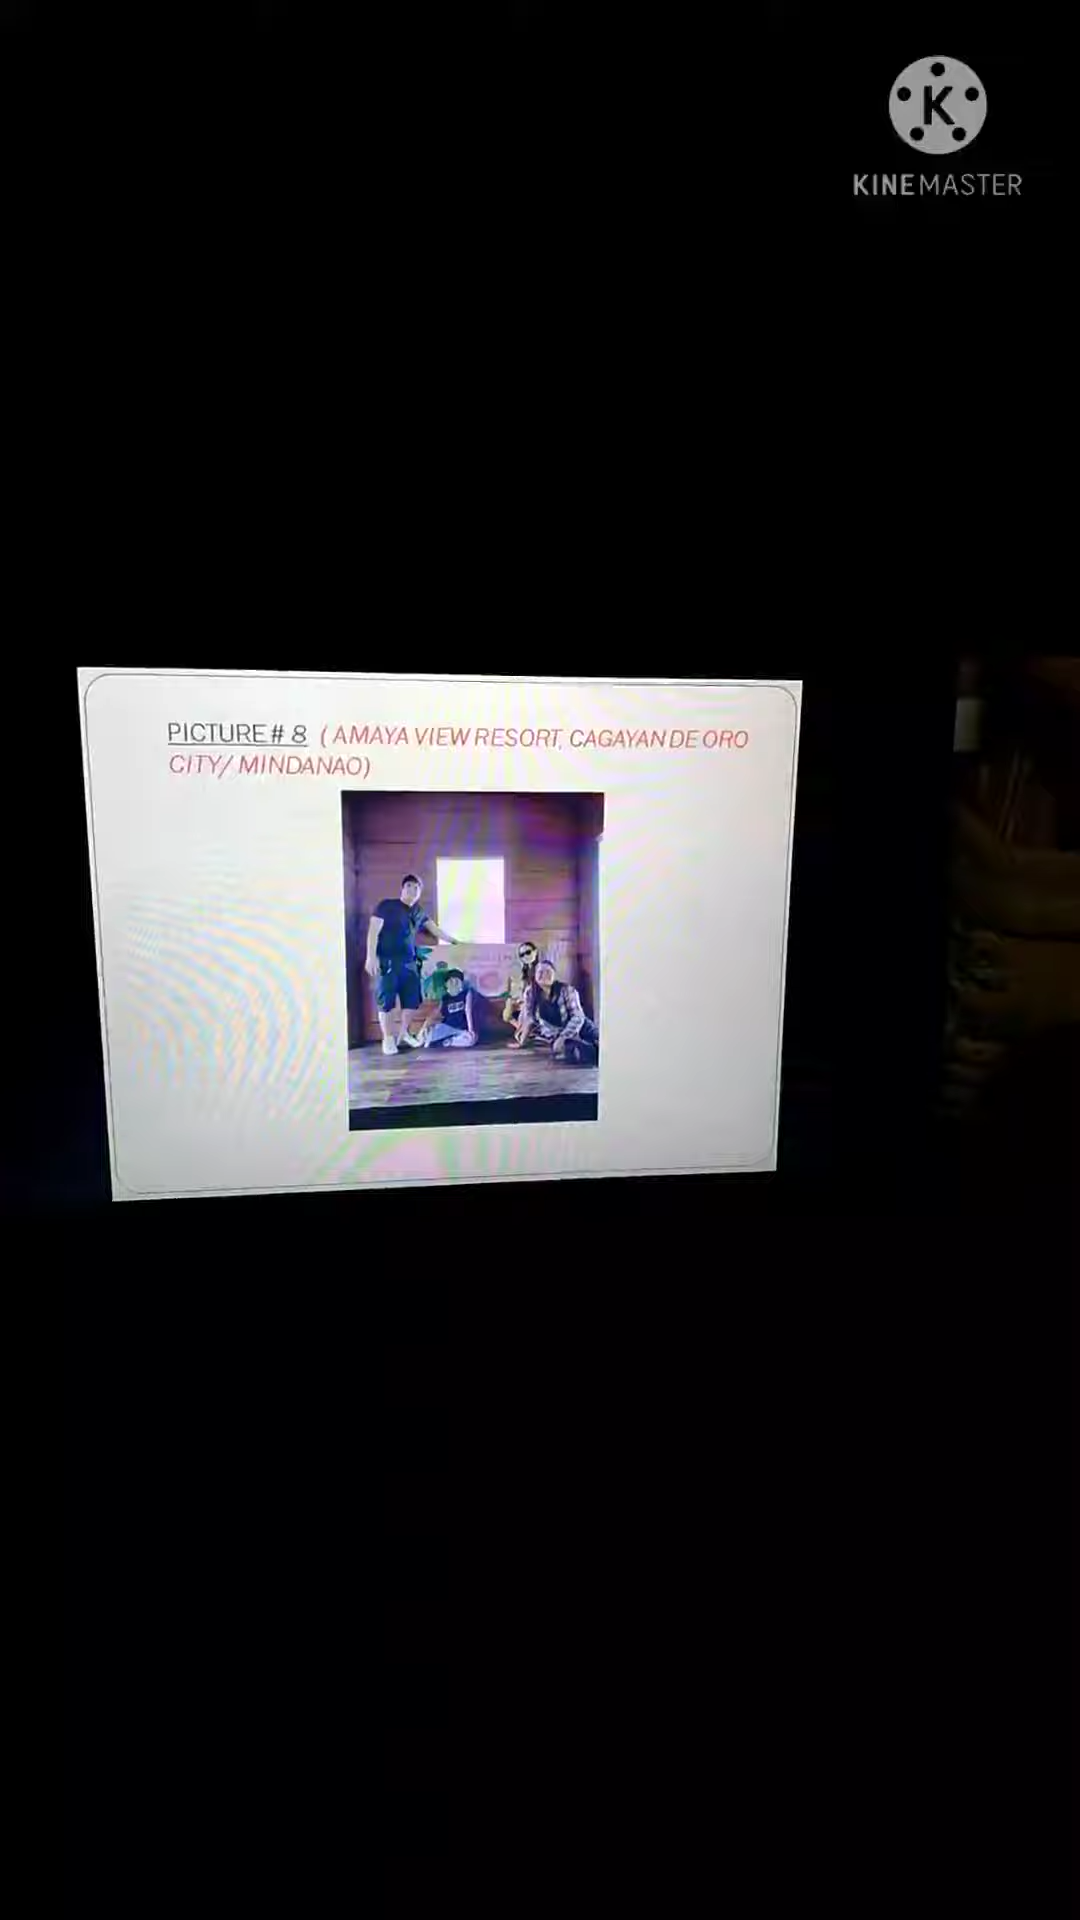 KINEMASTER
PICTURE # 8 ( AMAYA VIEW RESORT, CAGAYAN DE ORO
CITY/ MINDANAO)